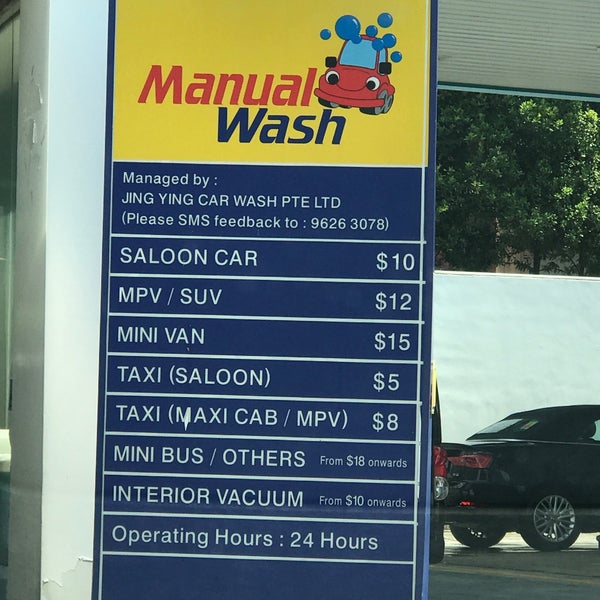 Manual
Wash
Managed by :
JING YING CAR WASH PTE LTD
(Please SMS feedback to : 9626 3078)
SALOON CAR $10
MPV / SUV $12
MINI VAN $15
TAXI (SALOON) $5
TAXI (MAXI CAB / MPV) $8
MINI BUS / OTHERS From $18 onwards
INTERIOR VACUUM From $10 onwards
Operating Hours : 24 Hours